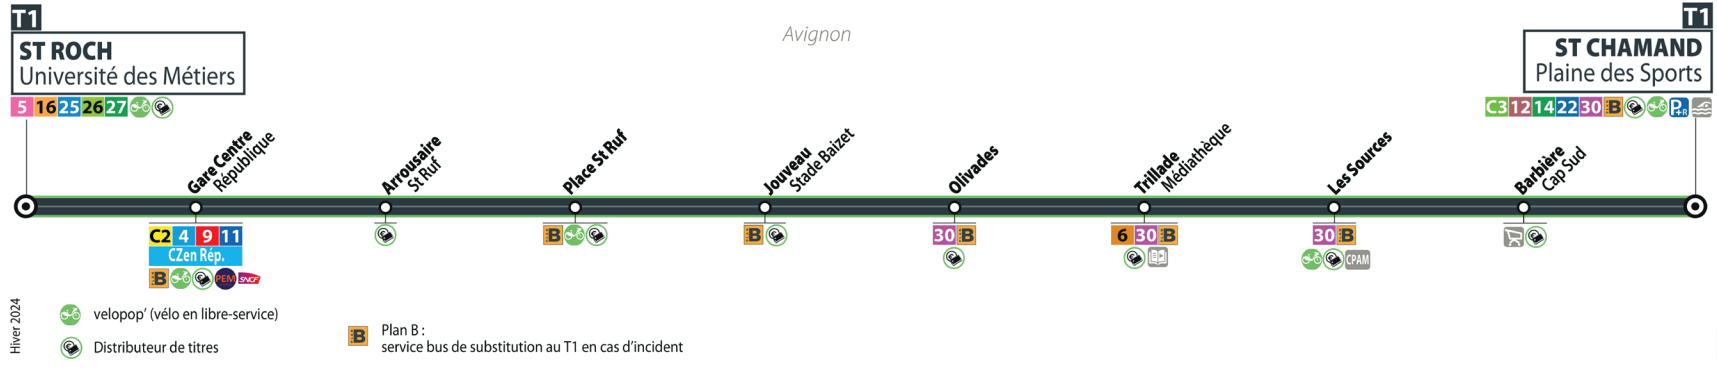 T1
ST ROCH
Université des Métiers
5 16 25 26 27
Avignon
T1
ST CHAMAND
Plaine des Sports
C3 12 14 22 30 B P+R
Gare Centre
République
C2 4 9 11
CZen Rép.
B PEM SNCF
Arrousaire
St Ruf
Place St Ruf
B
Jouveau
Stade Baizet
B
Olivades
30 B
Trillade
Médiathèque
6 30 B
Les Sources
30 B
CPAM
Barbière
Cap Sud
Hiver 2024
velopop’ (vélo en libre-service)
Distributeur de titres
B
Plan B :
service bus de substitution au T1 en cas d’incident